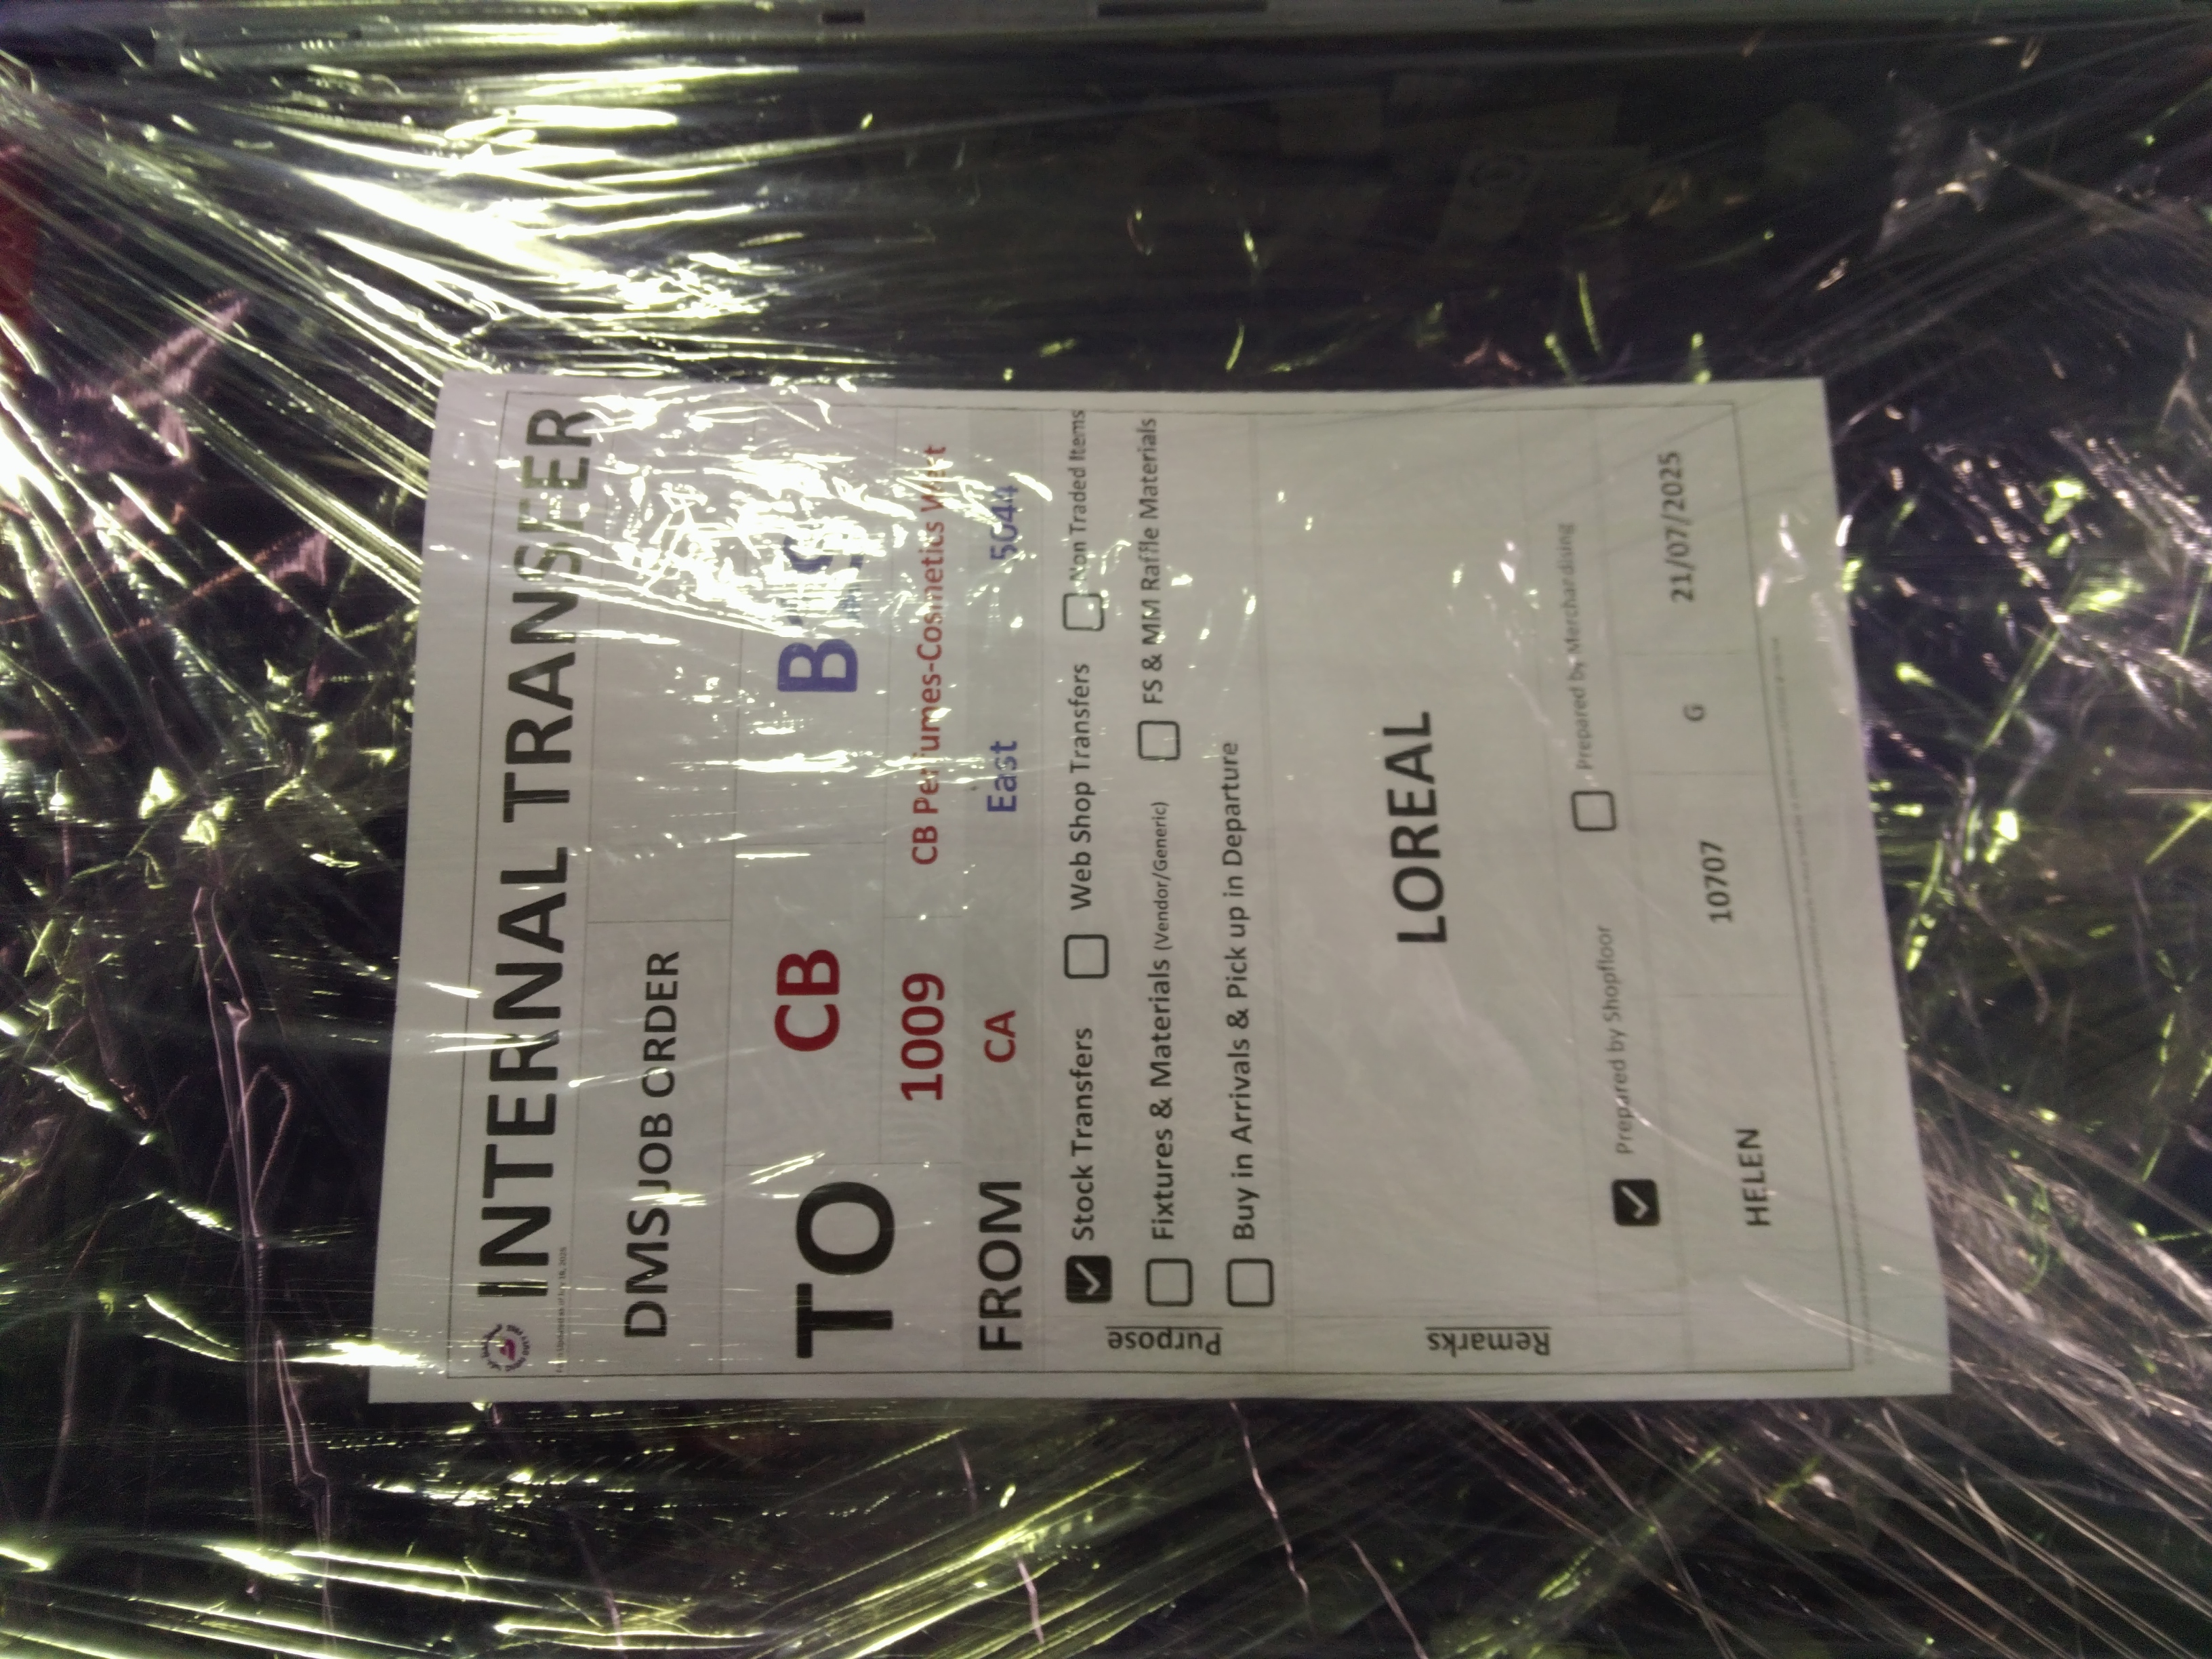 INTERNAL TRANSFER
DMS JOB ORDER
TO CB
1009 CB Perfumes-Cosmetics West
FROM CA East 5044
Purpose
Stock Transfers Web Shop Transfers Non Traded Items
Fixtures & Materials (Vendor/Generic) FS & MM Raffle Materials
Buy in Arrivals & Pick up in Departure
Remarks
LOREAL
Prepared by Shopfloor Prepared by Merchandising
HELEN 10707 G 21/07/2025